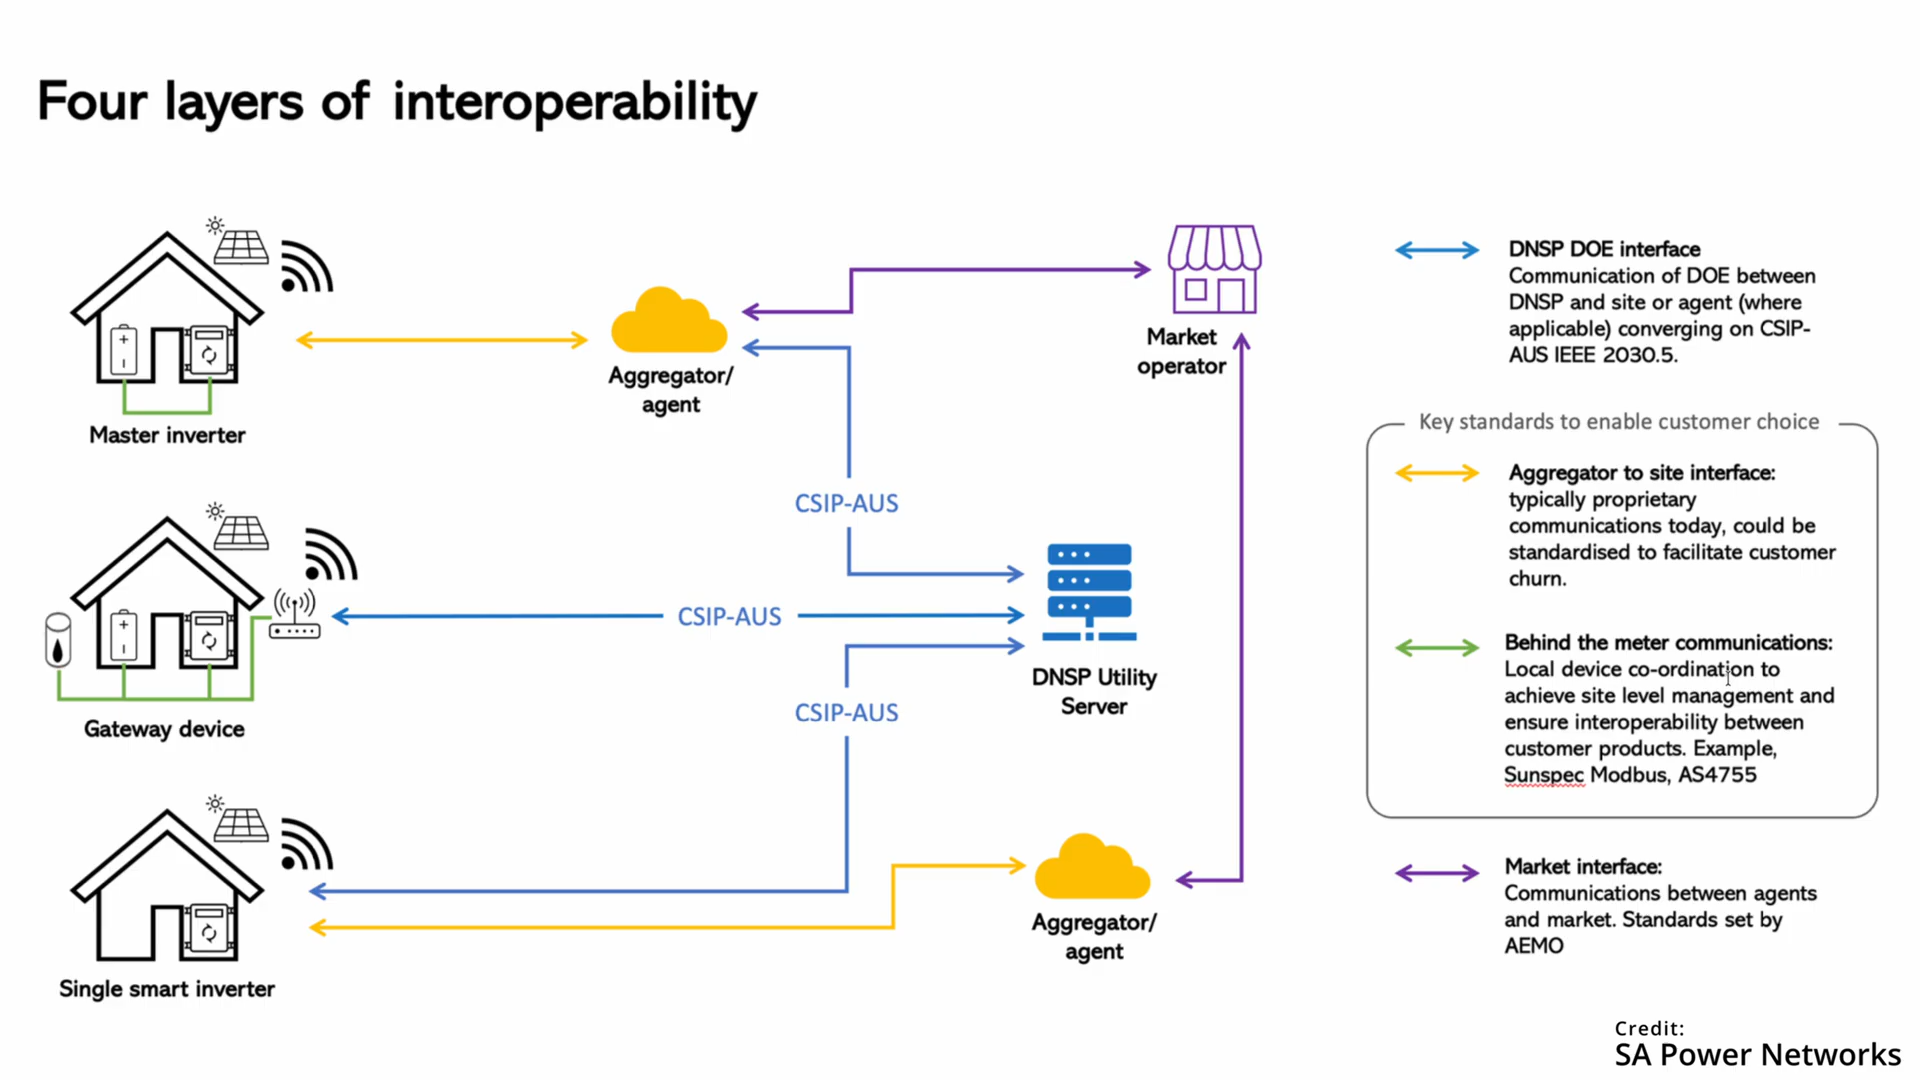 Four layers of interoperability
Master inverter
Aggregator/
agent
Market
operator
CSIP-AUS
CSIP-AUS
Gateway device
DNSP Utility
Server
CSIP-AUS
Single smart inverter
Aggregator/
agent
DNSP DOE interface
Communication of DOE between
DNSP and site or agent (where
applicable) converging on CSIP-
AUS IEEE 2030.5.
Key standards to enable customer choice
Aggregator to site interface:
typically proprietary
communications today, could be
standardised to facilitate customer
churn.
Behind the meter communications:
Local device co-ordination to
achieve site level management and
ensure interoperability between
customer products. Example,
Sunspec Modbus, AS4755
Market interface:
Communications between agents
and market. Standards set by
AEMO
Credit:
SA Power Networks